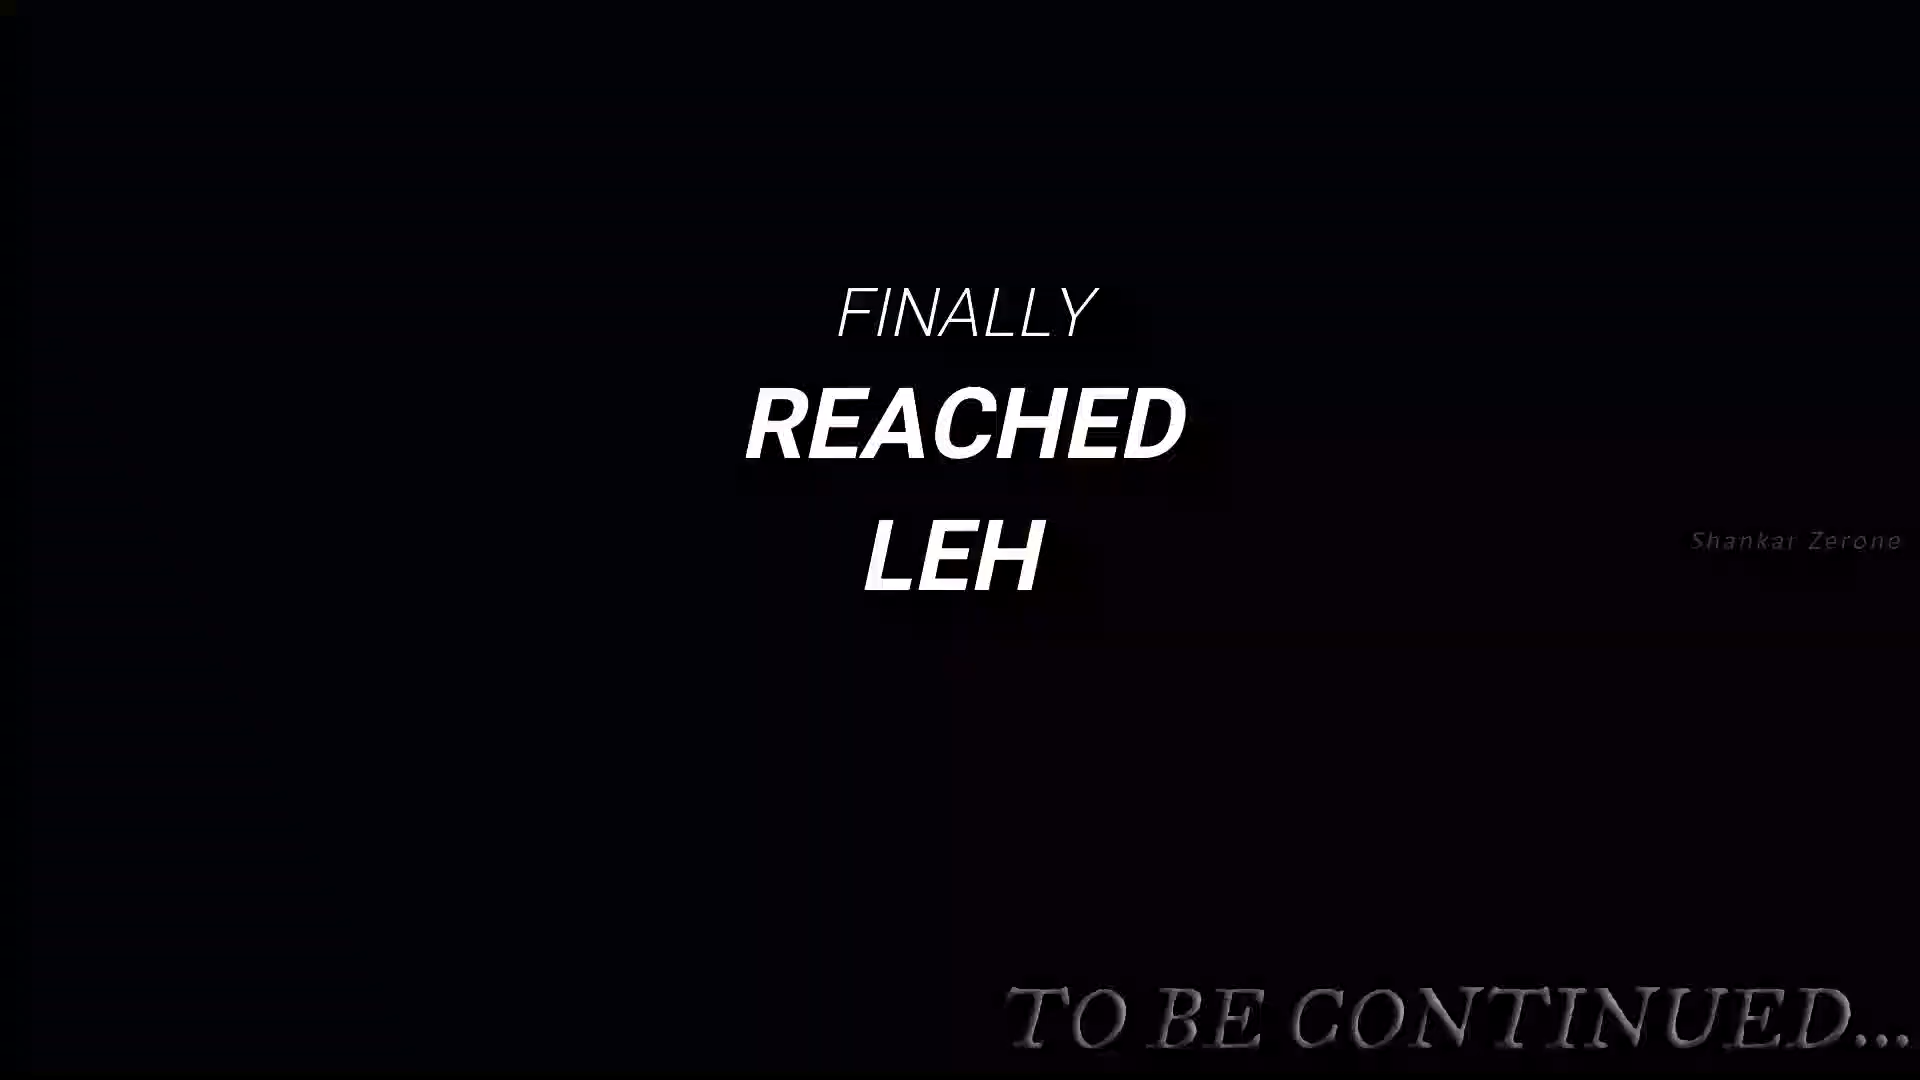 FINALLY
REACHED
LEH
Shankar Zerone
TO BE CONTINUED...